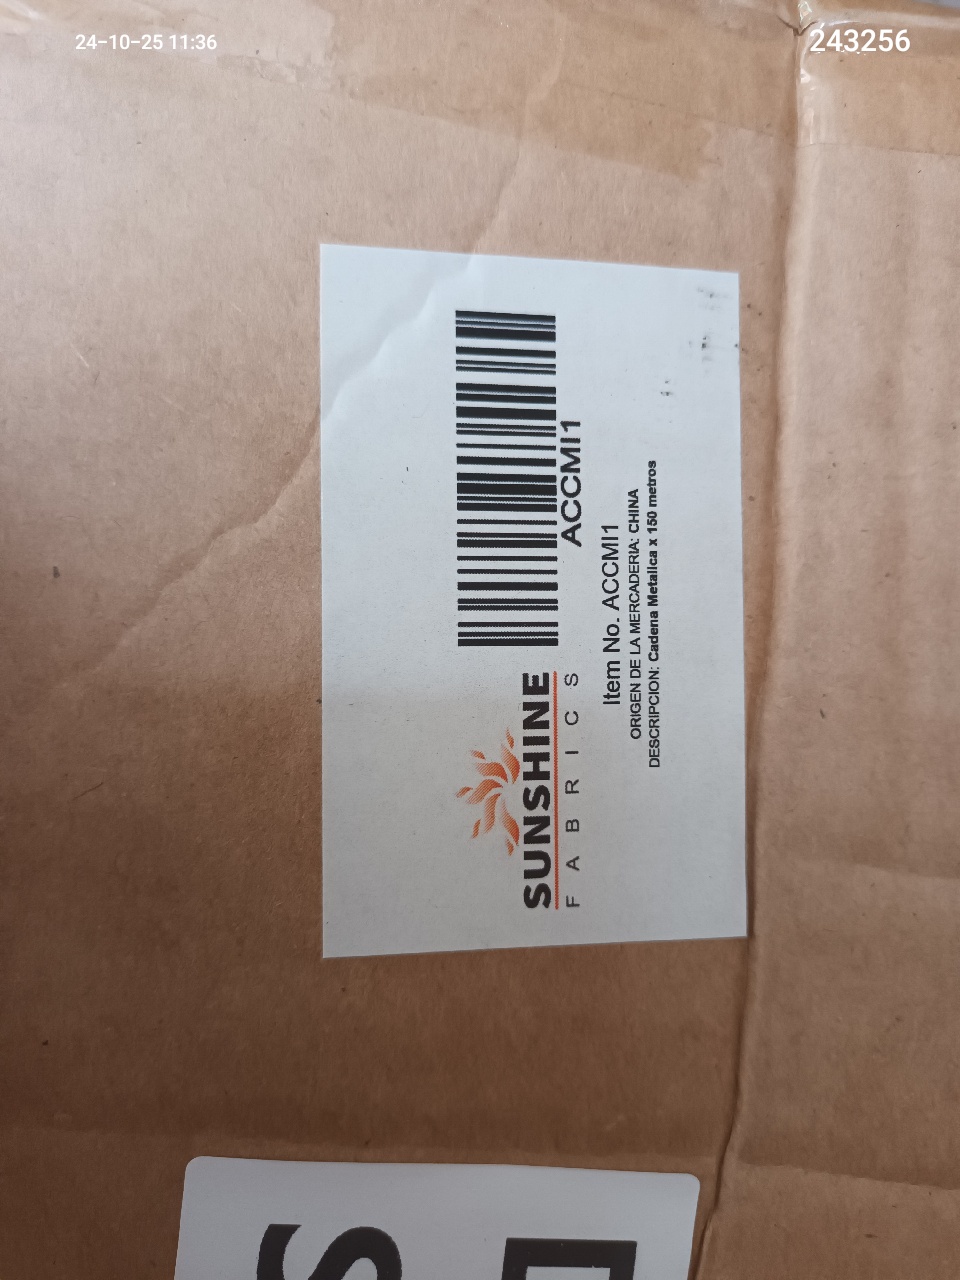 24-10-25 11:36
243256
SUNSHINE
FABRICS
ACCMI1
Item No. ACCMI1
ORIGEN DE LA MERCADERIA: CHINA
DESCRIPCION: Cadena Metalica x 150 metros